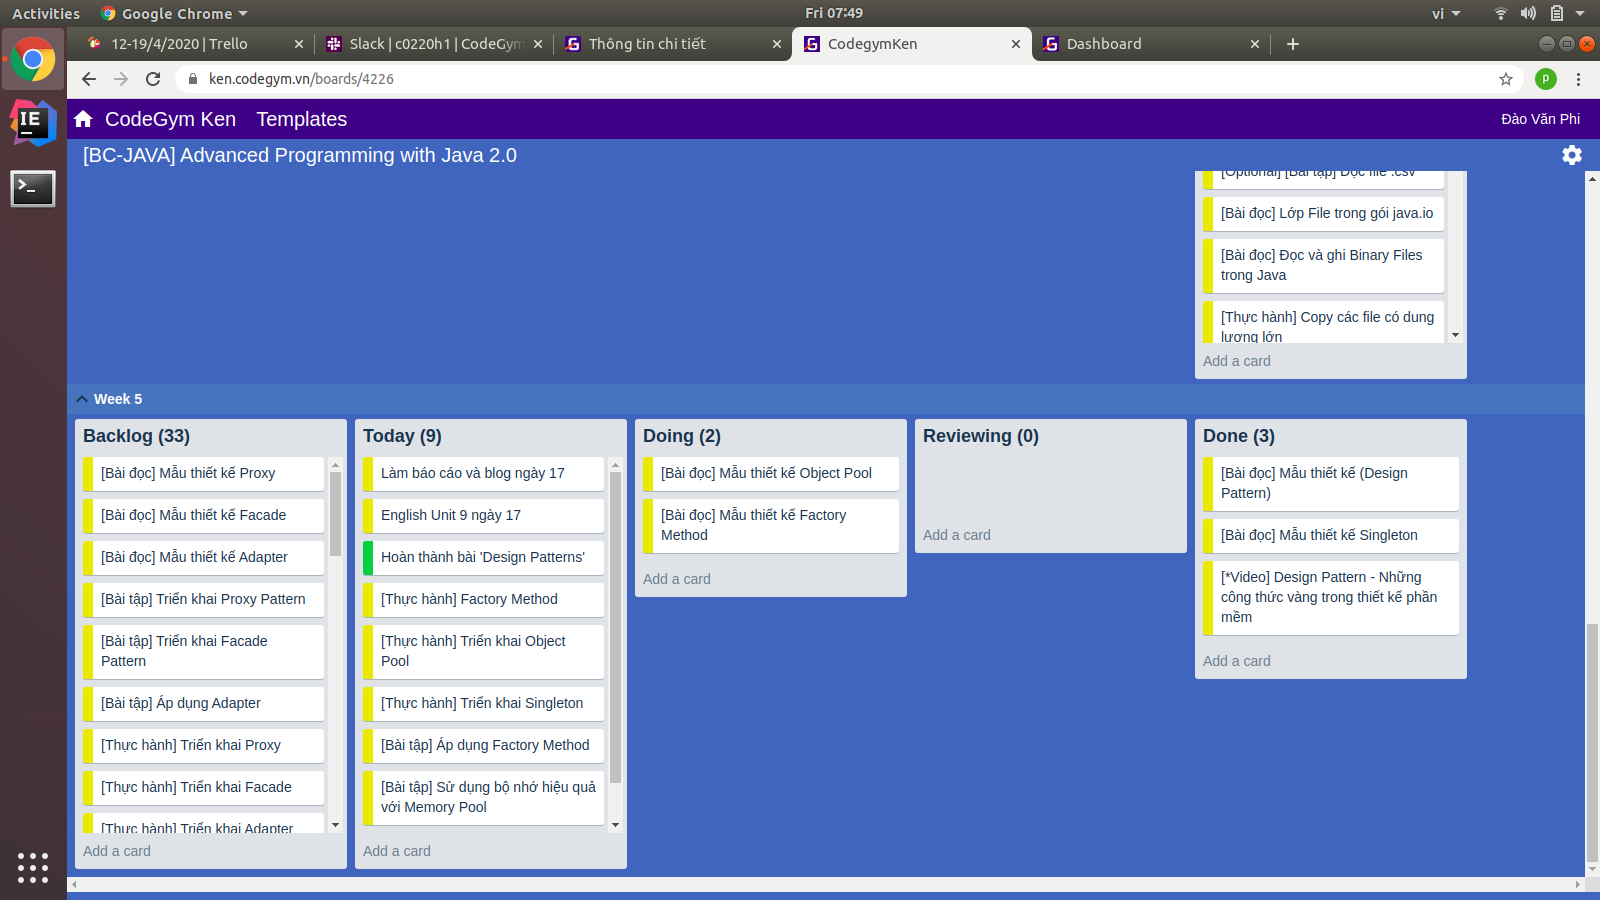 Activities
Google Chrome
Fri 07:49
vi
12-19/4/2020 | Trello
Slack | c0220h1 | CodeGym
Thông tin chi tiết
CodegymKen
Dashboard
ken.codegym.vn/boards/4226
p
CodeGym Ken
Templates
Đào Văn Phi
[BC-JAVA] Advanced Programming with Java 2.0
[Optional] [Bài tập] Đọc file .csv
[Bài đọc] Lớp File trong gói java.io
[Bài đọc] Đọc và ghi Binary Files
trong Java
[Thực hành] Copy các file có dung
lượng lớn
Add a card
Week 5
Backlog (33)
[Bài đọc] Mẫu thiết kế Proxy
[Bài đọc] Mẫu thiết kế Facade
[Bài đọc] Mẫu thiết kế Adapter
[Bài tập] Triển khai Proxy Pattern
[Bài tập] Triển khai Facade
Pattern
[Bài tập] Áp dụng Adapter
[Thực hành] Triển khai Proxy
[Thực hành] Triển khai Facade
[Thực hành] Triển khai Adapter
Add a card
Today (9)
Làm báo cáo và blog ngày 17
English Unit 9 ngày 17
Hoàn thành bài 'Design Patterns'
[Thực hành] Factory Method
[Thực hành] Triển khai Object
Pool
[Thực hành] Triển khai Singleton
[Bài tập] Áp dụng Factory Method
[Bài tập] Sử dụng bộ nhớ hiệu quả
với Memory Pool
Add a card
Doing (2)
[Bài đọc] Mẫu thiết kế Object Pool
[Bài đọc] Mẫu thiết kế Factory
Method
Add a card
Reviewing (0)
Add a card
Done (3)
[Bài đọc] Mẫu thiết kế (Design
Pattern)
[Bài đọc] Mẫu thiết kế Singleton
[*Video] Design Pattern - Những
công thức vàng trong thiết kế phần
mềm
Add a card